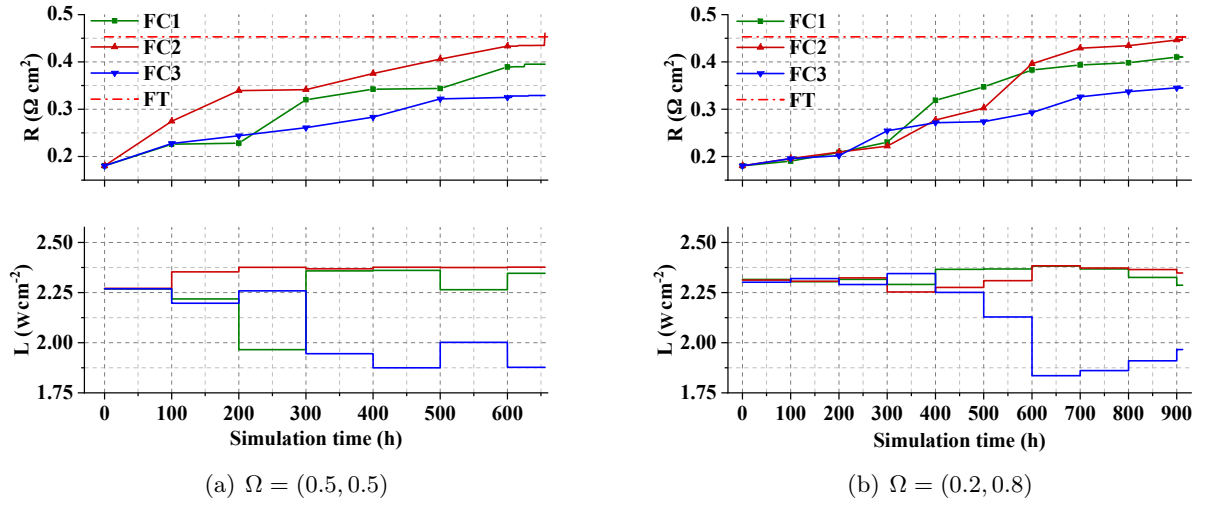 0.5
0.4
0.3
0.2
R (Ω cm²)
FC1
FC2
FC3
FT
2.50
2.25
2.00
1.75
L (w cm⁻²)
0 100 200 300 400 500 600
Simulation time (h)
(a) Ω = (0.5, 0.5)
0.5
0.4
0.3
0.2
R (Ω cm²)
FC1
FC2
FC3
FT
2.50
2.25
2.00
1.75
L (w cm⁻²)
0 100 200 300 400 500 600 700 800 900
Simulation time (h)
(b) Ω = (0.2, 0.8)